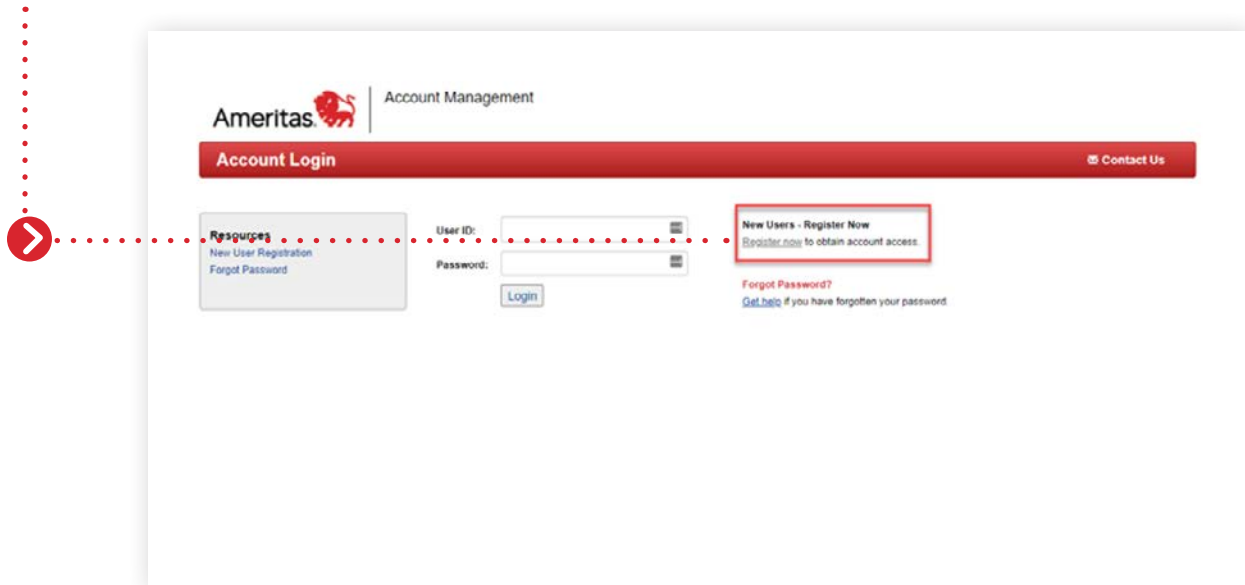 Ameritas
Account Management
Account Login
Contact Us
Resources
New User Registration
Forgot Password
User ID:
Password:
Login
New Users - Register Now
Register now to obtain account access.
Forgot Password?
Get help if you have forgotten your password.